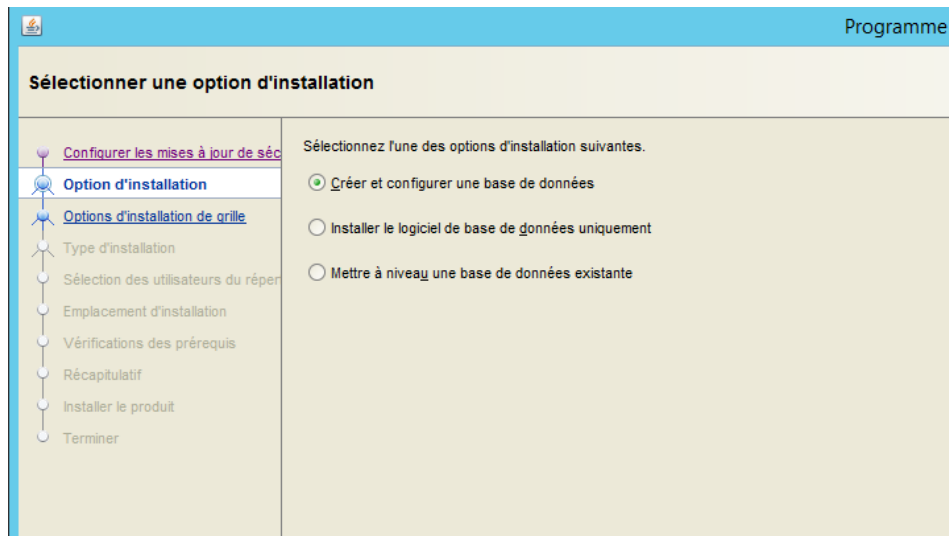 Programme
Sélectionner une option d'installation
Configurer les mises à jour de séc
Option d'installation
Options d'installation de grille
Type d'installation
Sélection des utilisateurs du réper
Emplacement d'installation
Vérifications des prérequis
Récapitulatif
Installer le produit
Terminer
Sélectionnez l'une des options d'installation suivantes.
Créer et configurer une base de données
Installer le logiciel de base de données uniquement
Mettre à niveau une base de données existante